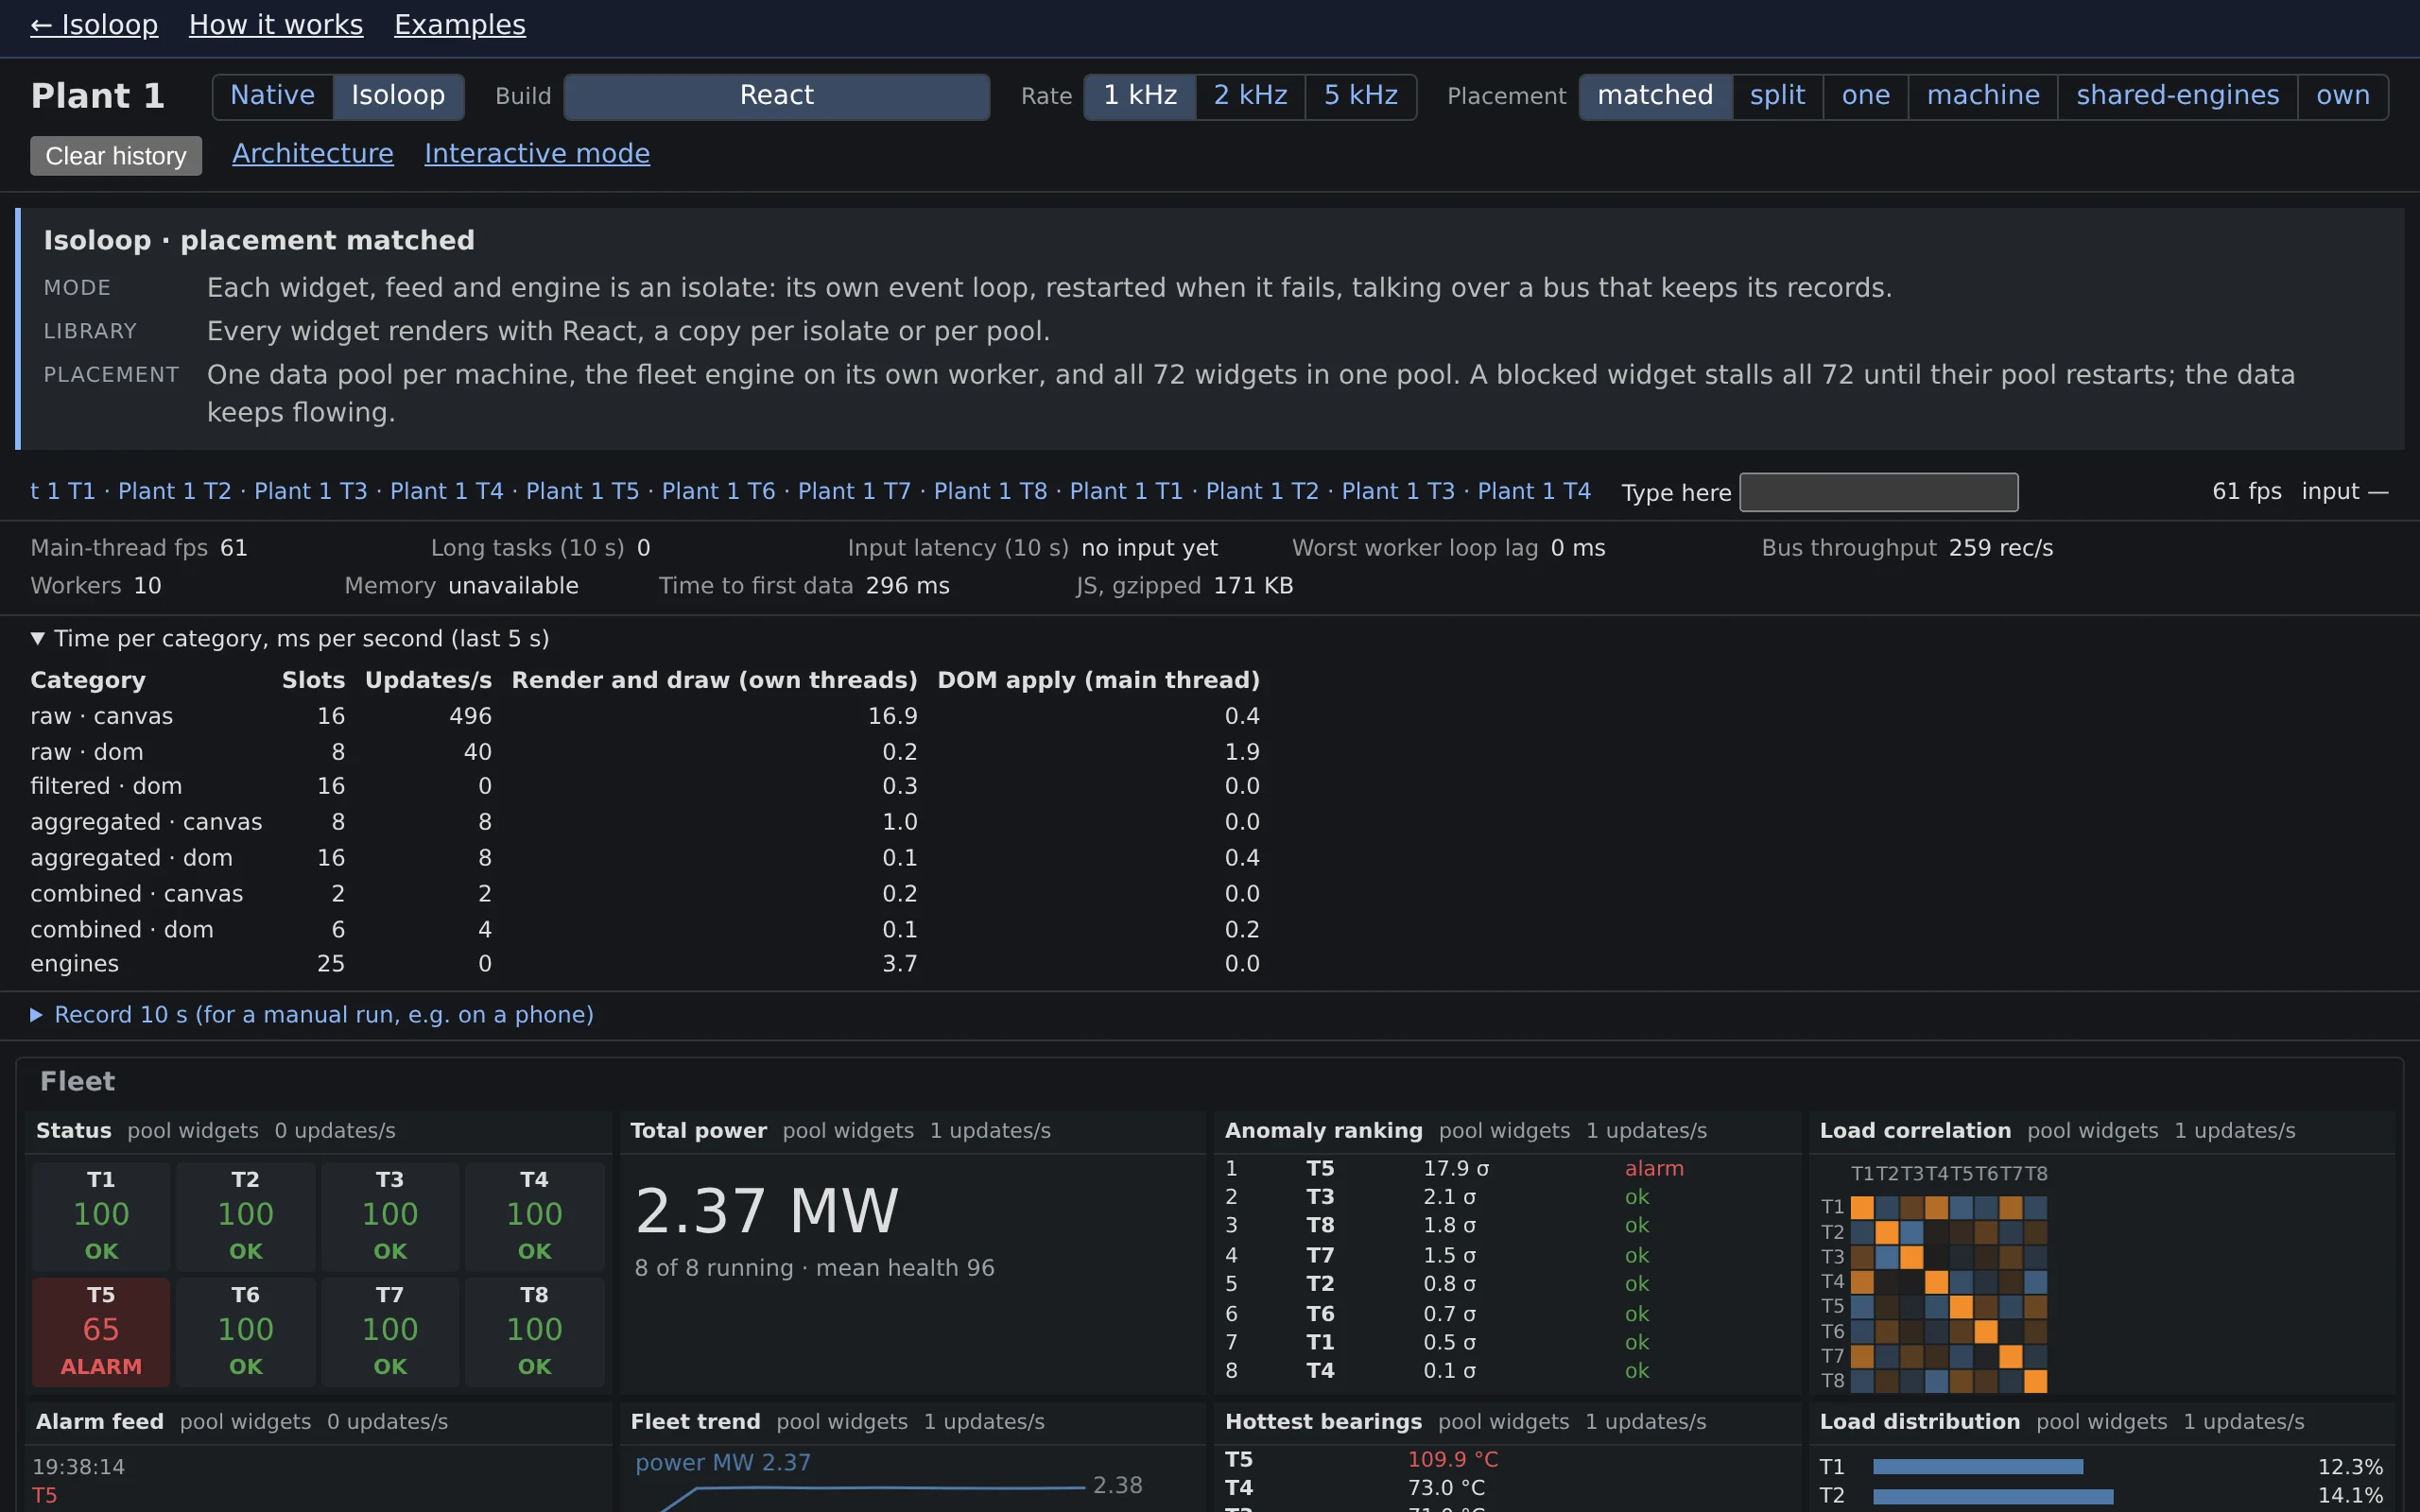 ← Isoloop How it works Examples
Plant 1 Native Isoloop Build React Rate 1 kHz 2 kHz 5 kHz Placement matched split one machine shared-engines own
Clear history Architecture Interactive mode
Isoloop · placement matched
MODE Each widget, feed and engine is an isolate: its own event loop, restarted when it fails, talking over a bus that keeps its records.
LIBRARY Every widget renders with React, a copy per isolate or per pool.
PLACEMENT One data pool per machine, the fleet engine on its own worker, and all 72 widgets in one pool. A blocked widget stalls all 72 until their pool restarts; the data
keeps flowing.
t 1 T1 · Plant 1 T2 · Plant 1 T3 · Plant 1 T4 · Plant 1 T5 · Plant 1 T6 · Plant 1 T7 · Plant 1 T8 · Plant 1 T1 · Plant 1 T2 · Plant 1 T3 · Plant 1 T4 Type here 61 fps input —
Main-thread fps 61 Long tasks (10 s) 0 Input latency (10 s) no input yet Worst worker loop lag 0 ms Bus throughput 259 rec/s
Workers 10 Memory unavailable Time to first data 296 ms JS, gzipped 171 KB
▼ Time per category, ms per second (last 5 s)
Category Slots Updates/s Render and draw (own threads) DOM apply (main thread)
raw · canvas 16 496 16.9 0.4
raw · dom 8 40 0.2 1.9
filtered · dom 16 0 0.3 0.0
aggregated · canvas 8 8 1.0 0.0
aggregated · dom 16 8 0.1 0.4
combined · canvas 2 2 0.2 0.0
combined · dom 6 4 0.1 0.2
engines 25 0 3.7 0.0
▶ Record 10 s (for a manual run, e.g. on a phone)
Fleet
Status pool widgets 0 updates/s
T1 T2 T3 T4
100 100 100 100
OK OK OK OK
T5 T6 T7 T8
65 100 100 100
ALARM OK OK OK
Total power pool widgets 1 updates/s
2.37 MW
8 of 8 running · mean health 96
Anomaly ranking pool widgets 1 updates/s
1 T5 17.9 σ alarm
2 T3 2.1 σ ok
3 T8 1.8 σ ok
4 T7 1.5 σ ok
5 T2 0.8 σ ok
6 T6 0.7 σ ok
7 T1 0.5 σ ok
8 T4 0.1 σ ok
Load correlation pool widgets 1 updates/s
T1 T2 T3 T4 T5 T6 T7 T8
T1
T2
T3
T4
T5
T6
T7
T8
Alarm feed pool widgets 0 updates/s
19:38:14
T5
Fleet trend pool widgets 1 updates/s
power MW 2.37
2.38
Hottest bearings pool widgets 1 updates/s
T5 109.9 °C
T4 73.0 °C
Load distribution pool widgets 1 updates/s
T1 12.3%
T2 14.1%